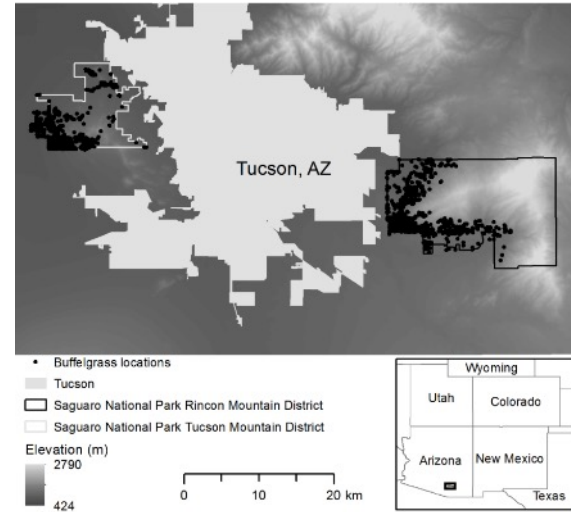 Tucson, AZ
Buffelgrass locations
Tucson
Saguaro National Park Rincon Mountain District
Saguaro National Park Tucson Mountain District
Elevation (m)
2790
424
0 10 20 km
Wyoming
Utah
Colorado
Arizona
New Mexico
Texas